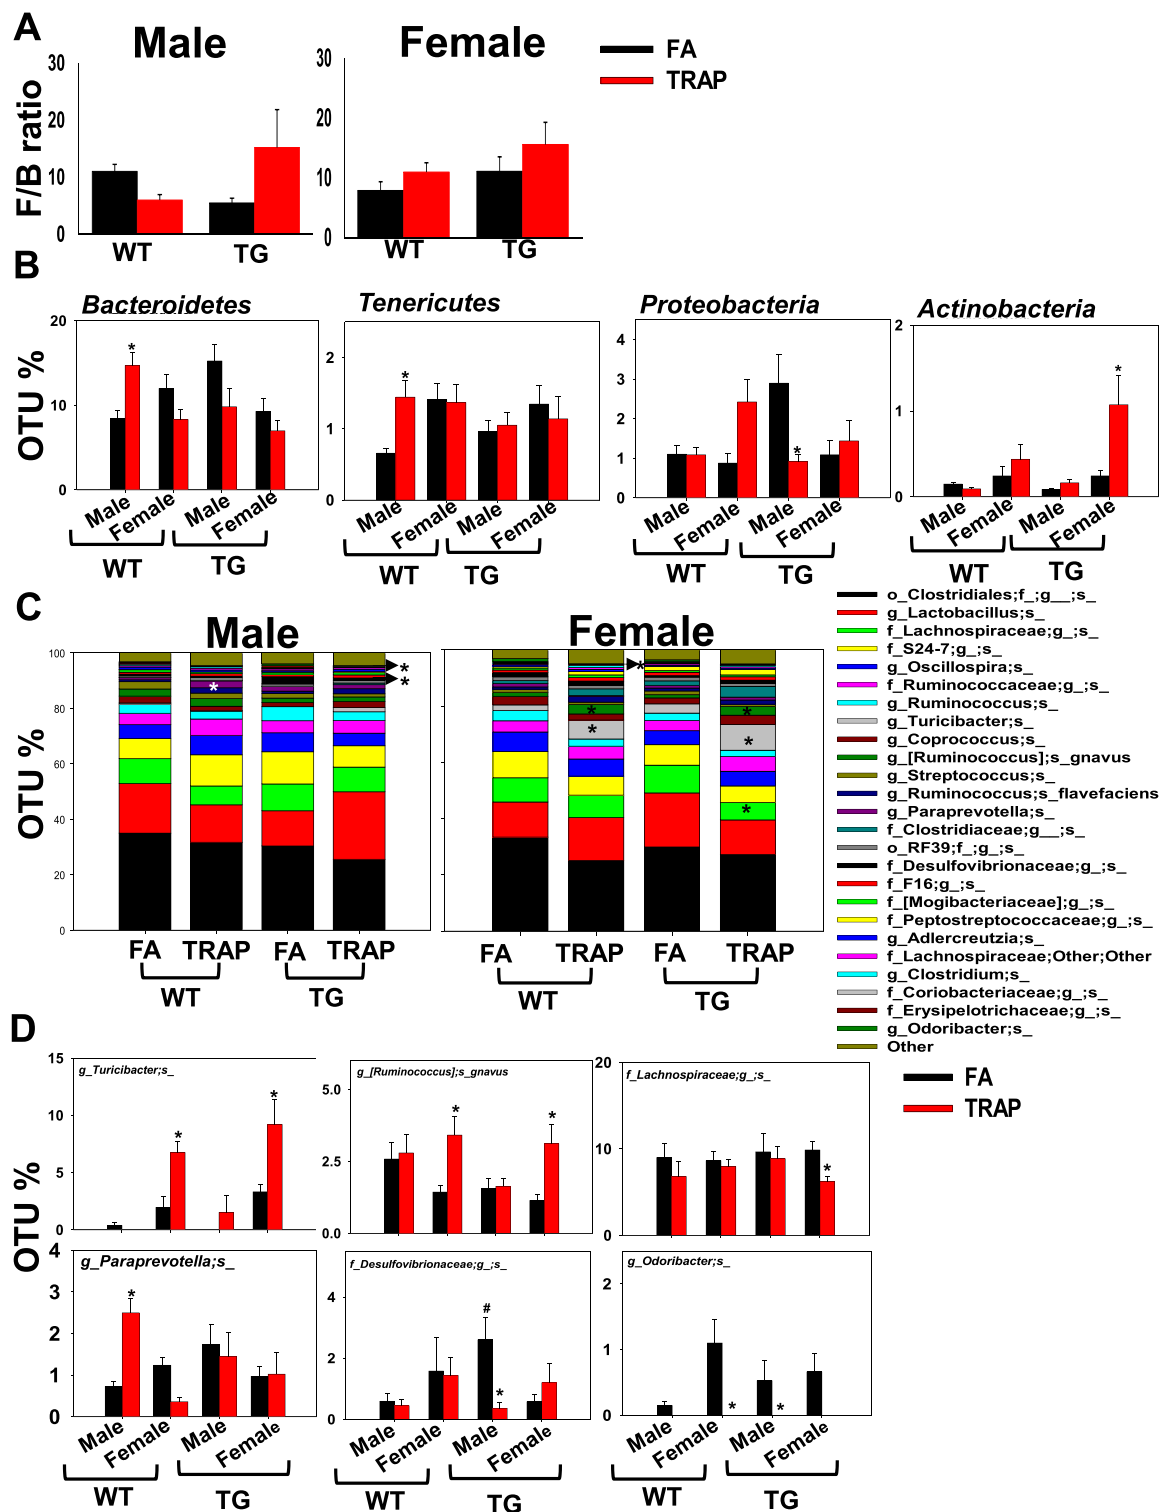 A
Male
Female
FA
TRAP
F/B ratio
30
20
10
0
WT
TG
30
20
10
0
WT
TG
B
Bacteroidetes
Tenericutes
Proteobacteria
Actinobacteria
OTU %
20
10
0
*
Male
Female
Male
Female
WT
TG
2
1
0
*
Male
Female
Male
Female
WT
TG
4
3
2
1
0
*
Male
Female
Male
Female
WT
TG
2
1
0
*
Male
Female
Male
Female
WT
TG
C
Male
Female
OTU %
100
80
60
40
20
0
*
*
*
FA
TRAP
FA
TRAP
WT
TG
*
*
*
*
*
*
FA
TRAP
FA
TRAP
WT
TG
o_Clostridiales;f_;g__;s_
g_Lactobacillus;s_
f_Lachnospiraceae;g_;s_
f_S24-7;g_;s_
g_Oscillospira;s_
f_Ruminococcaceae;g_;s_
g_Ruminococcus;s_
g_Turicibacter;s_
g_Coprococcus;s_
g_[Ruminococcus];s_gnavus
g_Streptococcus;s_
g_Ruminococcus;s_flavefaciens
g_Paraprevotella;s_
f_Clostridiaceae;g__;s_
o_RF39;f_;g_;s_
f_Desulfovibrionaceae;g_;s_
f_F16;g_;s_
f_[Mogibacteriaceae];g_;s_
f_Peptostreptococcaceae;g_;s_
g_Adlercreutzia;s_
f_Lachnospiraceae;Other;Other
g_Clostridium;s_
f_Coriobacteriaceae;g_;s_
f_Erysipelotrichaceae;g_;s_
g_Odoribacter;s_
Other
D
FA
TRAP
OTU %
g_Turicibacter;s_
15
10
5
0
*
*
g_[Ruminococcus];s_gnavus
5.0
2.5
0.0
*
*
f_Lachnospiraceae;g_;s_
20
10
0
*
g_Paraprevotella;s_
4
3
2
1
0
*
Male
Female
Male
Female
WT
TG
f_Desulfovibrionaceae;g_;s_
4
2
0
#
*
Male
Female
Male
Female
WT
TG
g_Odoribacter;s_
2
1
0
*
*
Male
Female
Male
Female
WT
TG